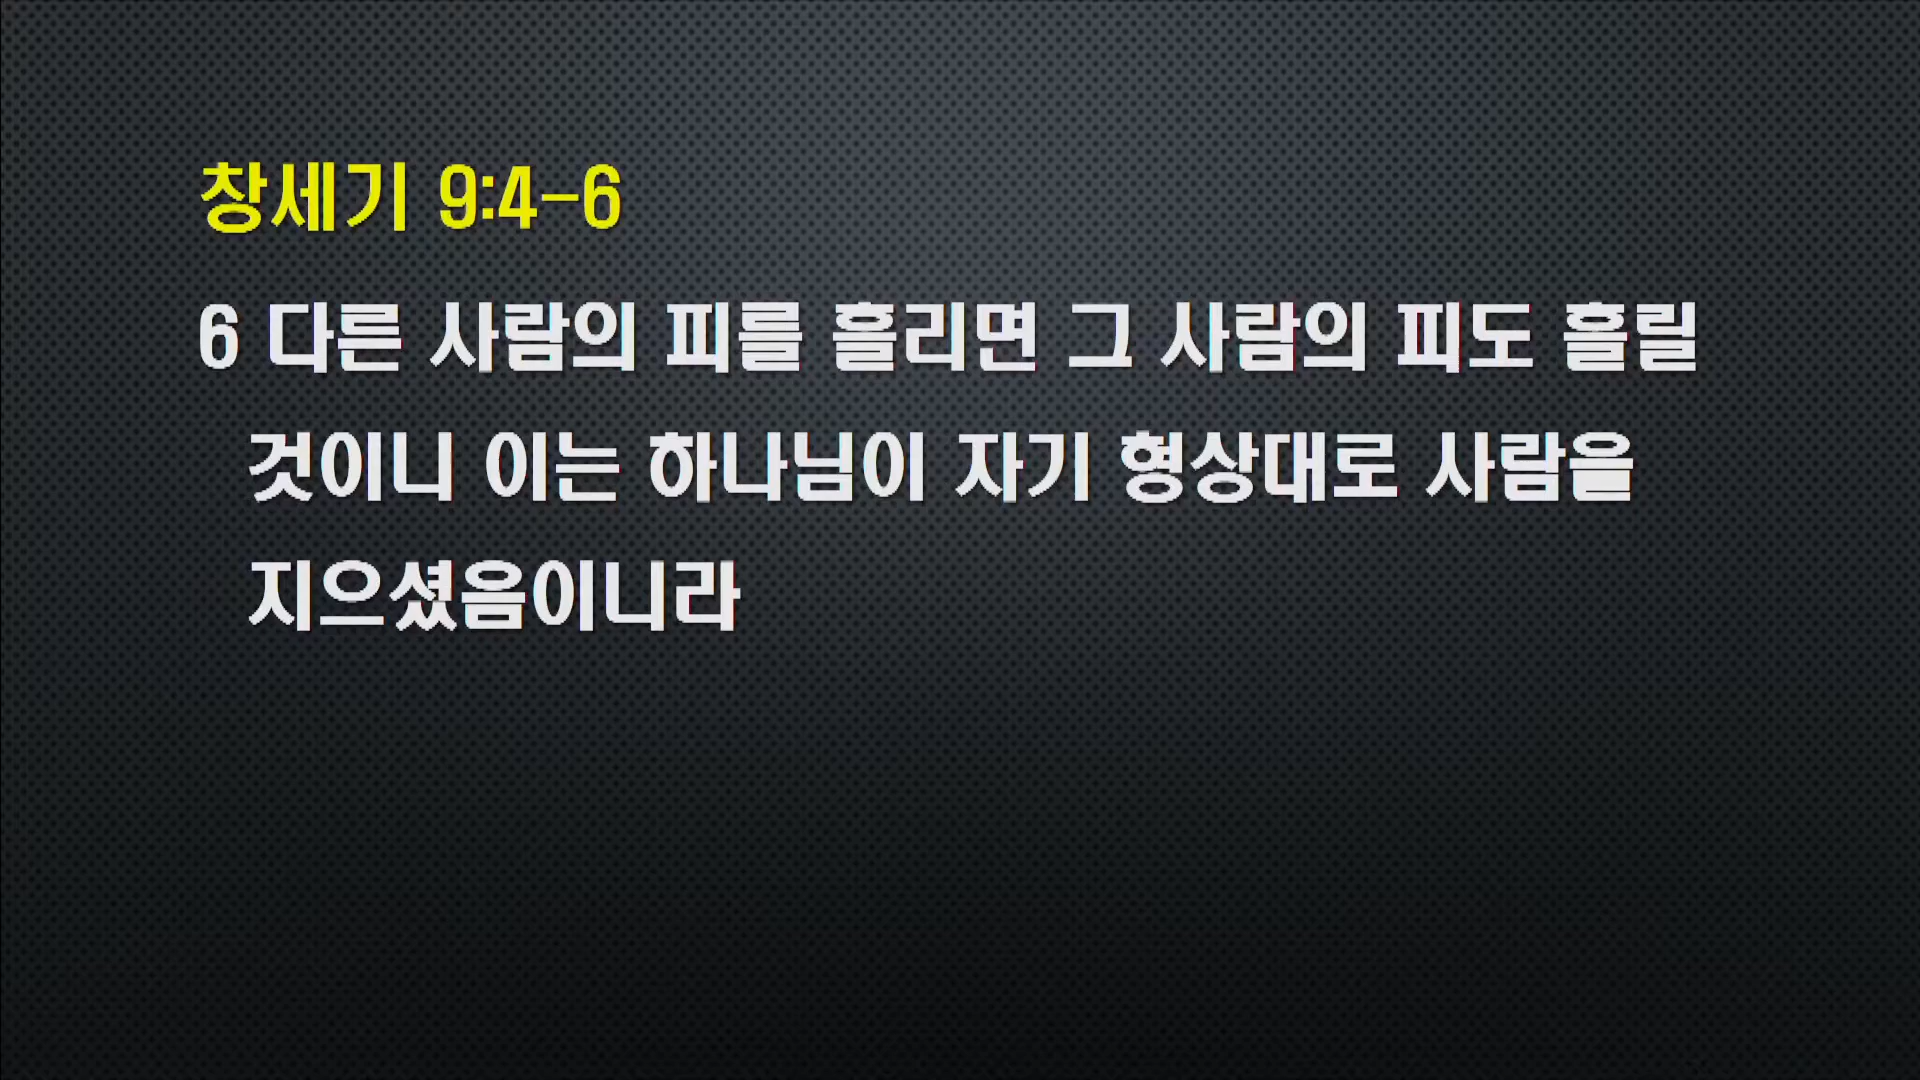 창세기 9:4-6
6 다른 사람의 피를 흘리면 그 사람의 피도 흘릴
것이니 이는 하나님이 자기 형상대로 사람을
지으셨음이니라